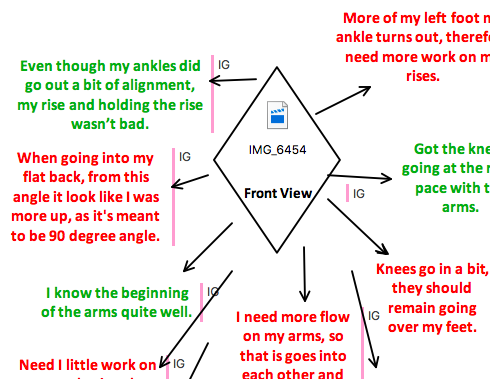 Even though my ankles did
go out a bit of alignment,
my rise and holding the rise
wasn't bad.
IG
More of my left foot
ankle turns out,
need more work on
rises.
When going into my
flat back, from this
angle it look like I was
more up, as it's meant
to be 90 degree angle.
IG
IMG_6454
Front View
IG
Got the
going at the
pace with
arms.
I know the beginning
of the arms quite well.
IG
I need more flow
on my arms, so
that is goes into
each other and
IG
Knees go in a bit,
they should
remain going
over my feet.
Need I little work on
IG